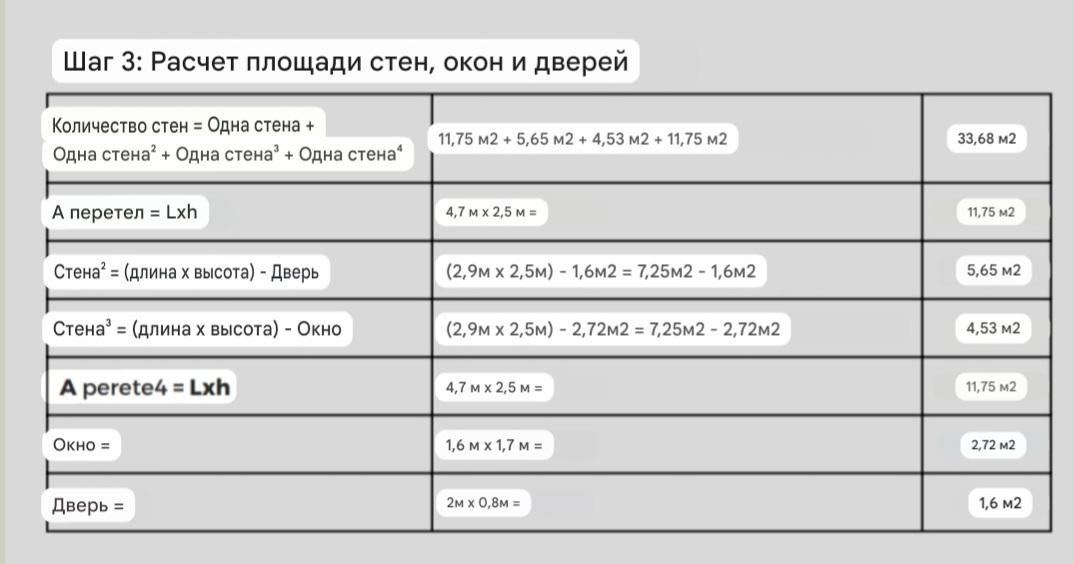 Шаг 3: Расчет площади стен, окон и дверей
Количество стен = Одна стена +
Одна стена² + Одна стена³ + Одна стена⁴
11,75 м2 + 5,65 м2 + 4,53 м2 + 11,75 м2
33,68 м2
А перетел = Lxh
4,7 м x 2,5 м =
11,75 м2
Стена² = (длина x высота) - Дверь
(2,9м x 2,5м) - 1,6м2 = 7,25м2 - 1,6м2
5,65 м2
Стена³ = (длина x высота) - Окно
(2,9м x 2,5м) - 2,72м2 = 7,25м2 - 2,72м2
4,53 м2
A perete4 = Lxh
4,7 м x 2,5 м =
11,75 м2
Окно =
1,6 м x 1,7 м =
2,72 м2
Дверь =
2м x 0,8м =
1,6 м2